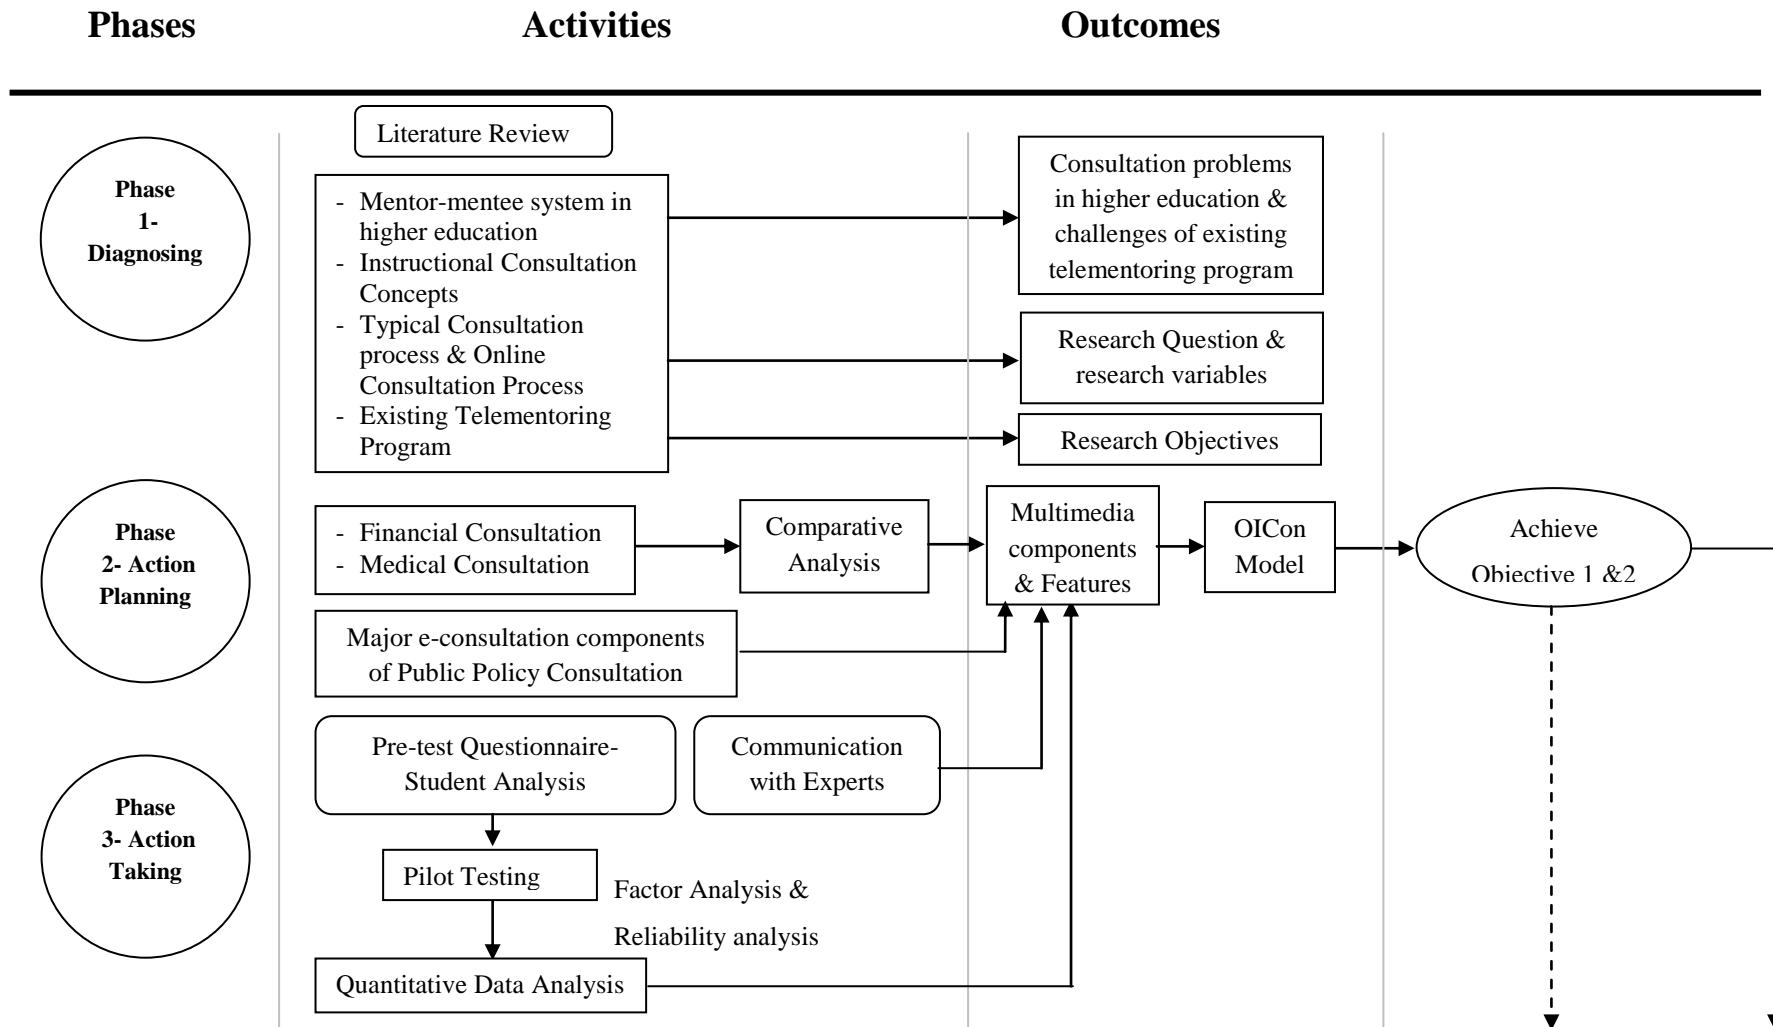 Phases
Activities
Outcomes
Literature Review
Phase
1-
Diagnosing
- Mentor-mentee system in
higher education
- Instructional Consultation
Concepts
- Typical Consultation
process & Online
Consultation Process
- Existing Telementoring
Program
Consultation problems
in higher education &
challenges of existing
telementoring program
Research Question &
research variables
Research Objectives
Phase
2- Action
Planning
- Financial Consultation
- Medical Consultation
Comparative
Analysis
Multimedia
components
& Features
OICon
Model
Achieve
Objective 1 &2
Major e-consultation components
of Public Policy Consultation
Pre-test Questionnaire-
Student Analysis
Communication
with Experts
Phase
3- Action
Taking
Pilot Testing
Factor Analysis &
Reliability analysis
Quantitative Data Analysis